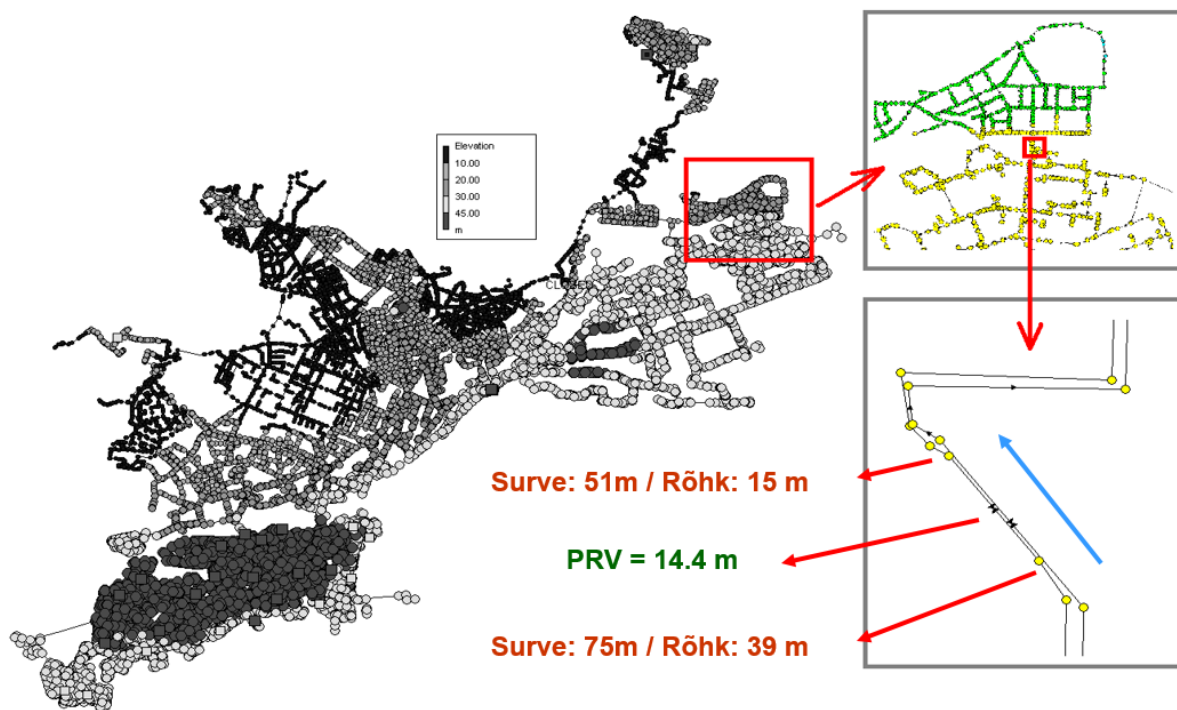 Elevation
10.00
20.00
30.00
45.00
m
CLOSED
Surve: 51m / Rõhk: 15 m
PRV = 14.4 m
Surve: 75m / Rõhk: 39 m